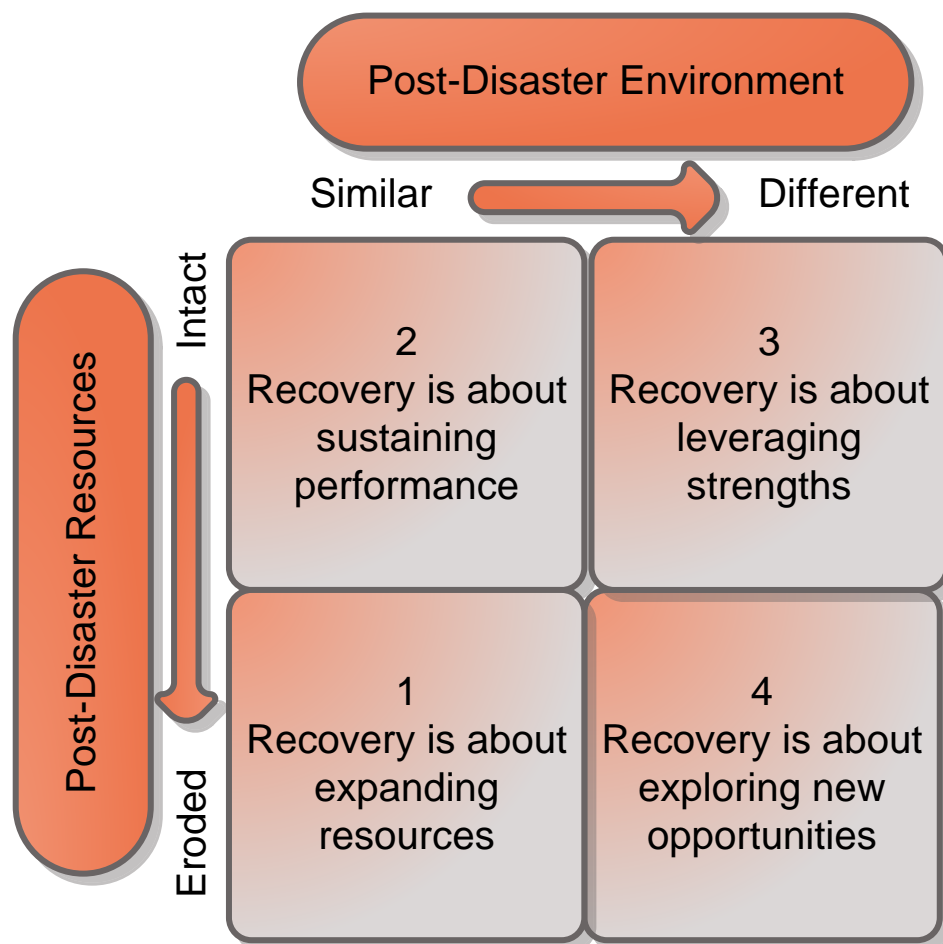 Post-Disaster Environment
Similar
Different
Post-Disaster Resources
Intact
Eroded
2
Recovery is about
sustaining
performance
3
Recovery is about
leveraging
strengths
1
Recovery is about
expanding
resources
4
Recovery is about
exploring new
opportunities